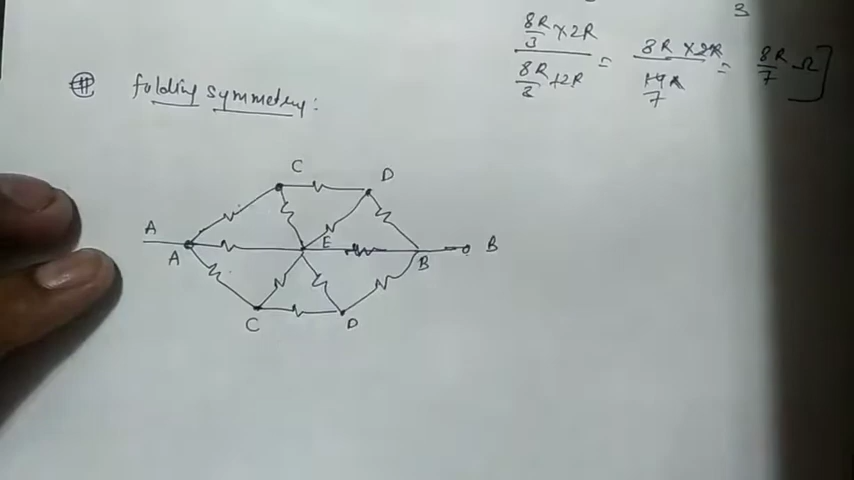 3
8R/3 × 2R / 8R/3 + 2R = 8R × 2R / 14R = 8R/7 Ω ]
7
# folding symmetry:
C D
A E B
A B
C D